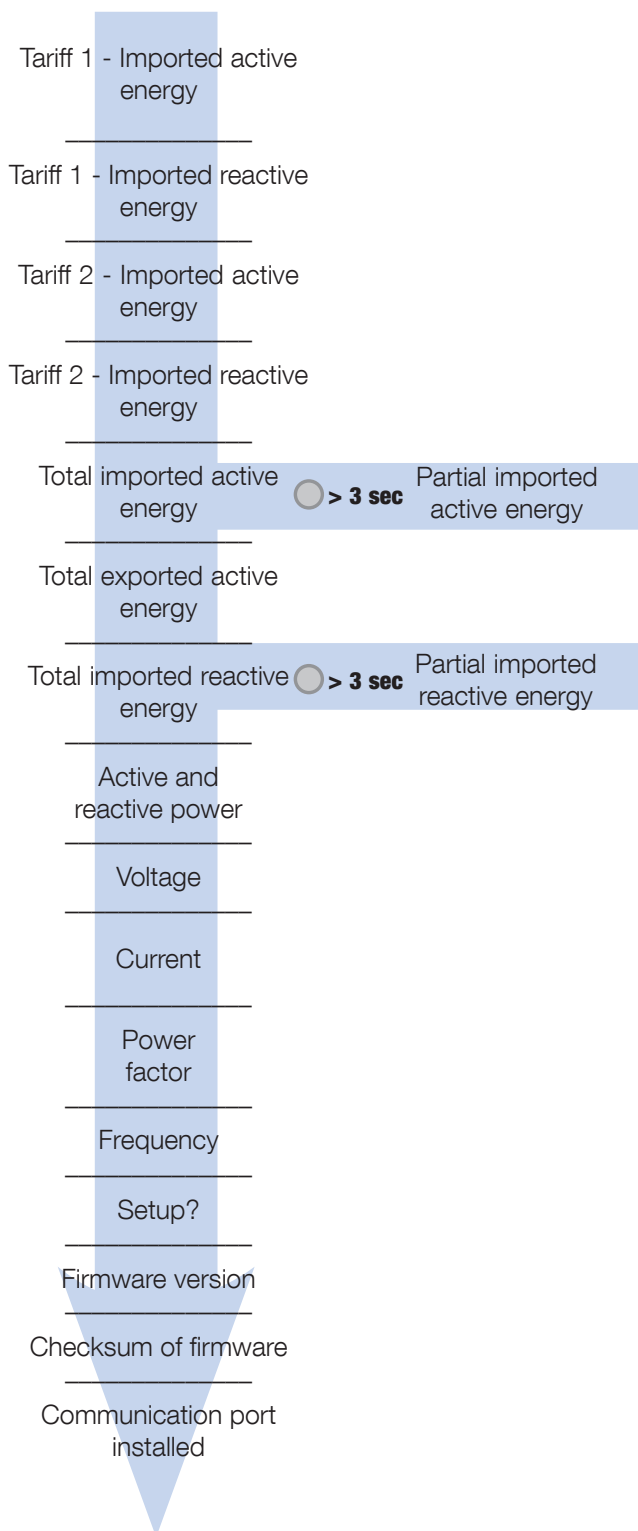 Tariff 1 - Imported active
energy
Tariff 1 - Imported reactive
energy
Tariff 2 - Imported active
energy
Tariff 2 - Imported reactive
energy
Total imported active
energy
> 3 sec
Partial imported
active energy
Total exported active
energy
Total imported reactive
energy
> 3 sec
Partial imported
reactive energy
Active and
reactive power
Voltage
Current
Power
factor
Frequency
Setup?
Firmware version
Checksum of firmware
Communication port
installed